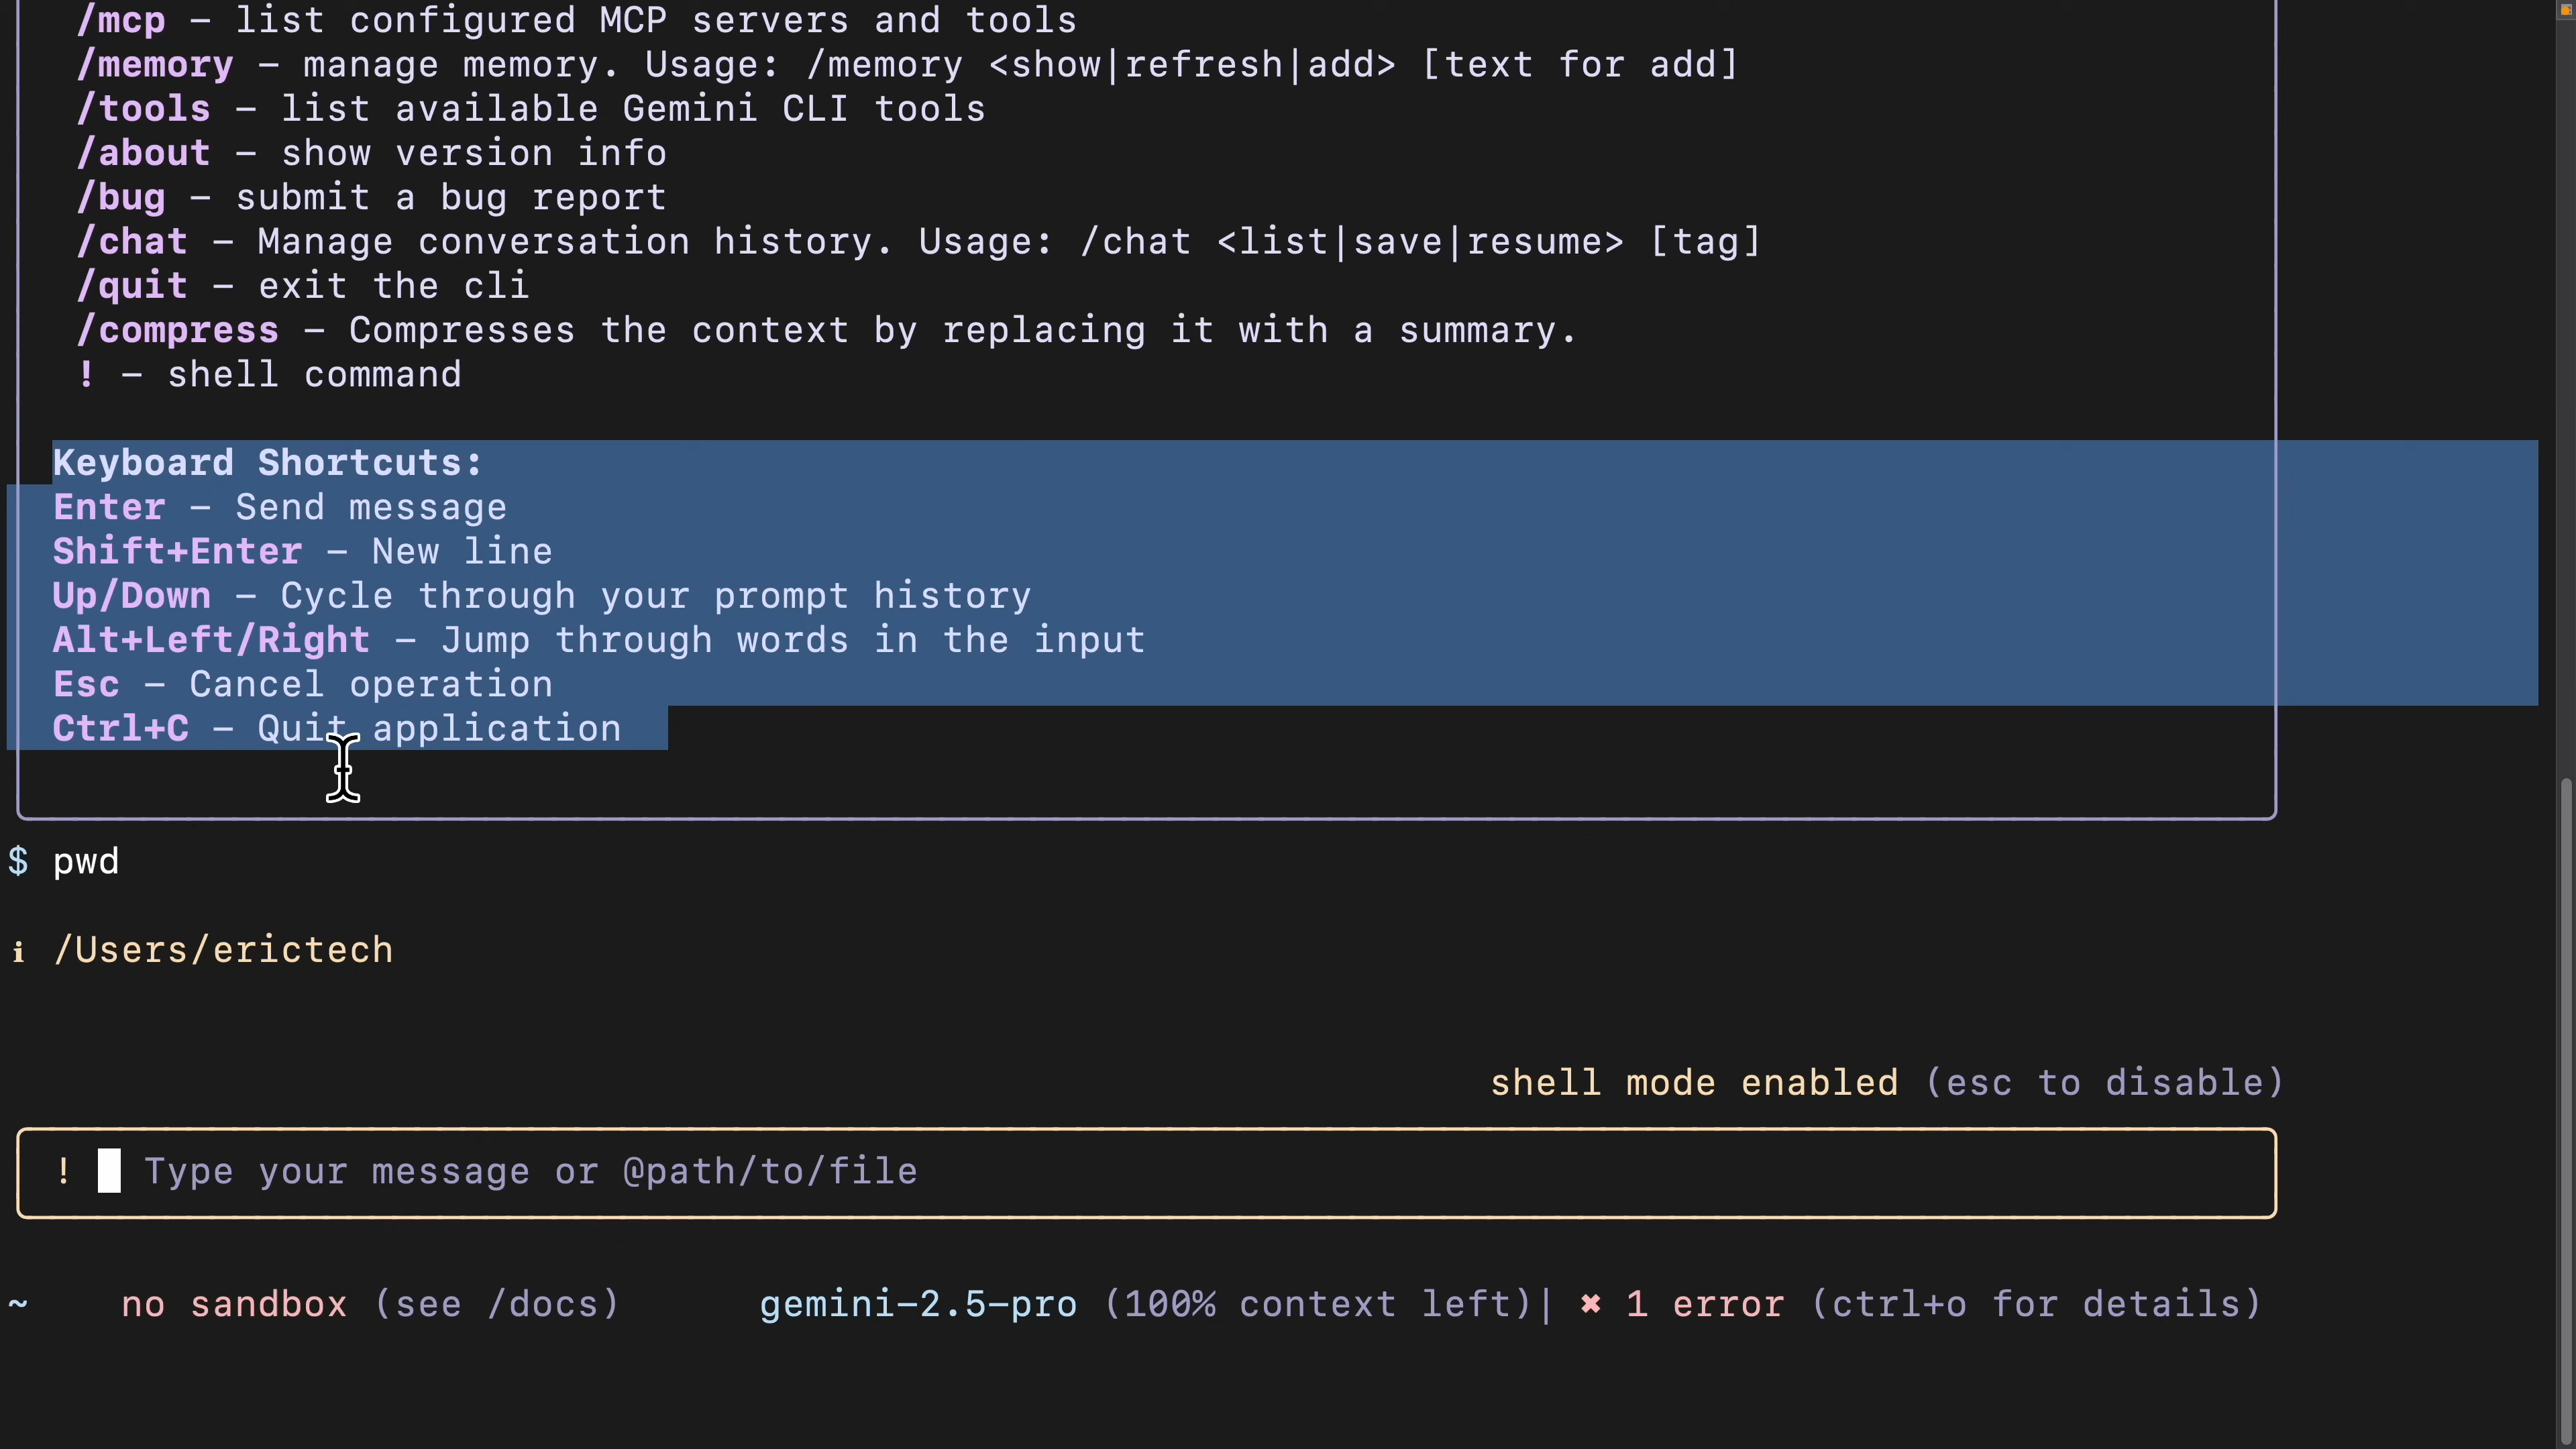 /mcp – list configured MCP servers and tools
/memory – manage memory. Usage: /memory <show|refresh|add> [text for add]
/tools – list available Gemini CLI tools
/about – show version info
/bug – submit a bug report
/chat – Manage conversation history. Usage: /chat <list|save|resume> [tag]
/quit – exit the cli
/compress – Compresses the context by replacing it with a summary.
! – shell command
Keyboard Shortcuts:
Enter – Send message
Shift+Enter – New line
Up/Down – Cycle through your prompt history
Alt+Left/Right – Jump through words in the input
Esc – Cancel operation
Ctrl+C – Quit application
$ pwd
ℹ /Users/erictech
shell mode enabled (esc to disable)
! Type your message or @path/to/file
~ no sandbox (see /docs) gemini-2.5-pro (100% context left)| ✖ 1 error (ctrl+o for details)